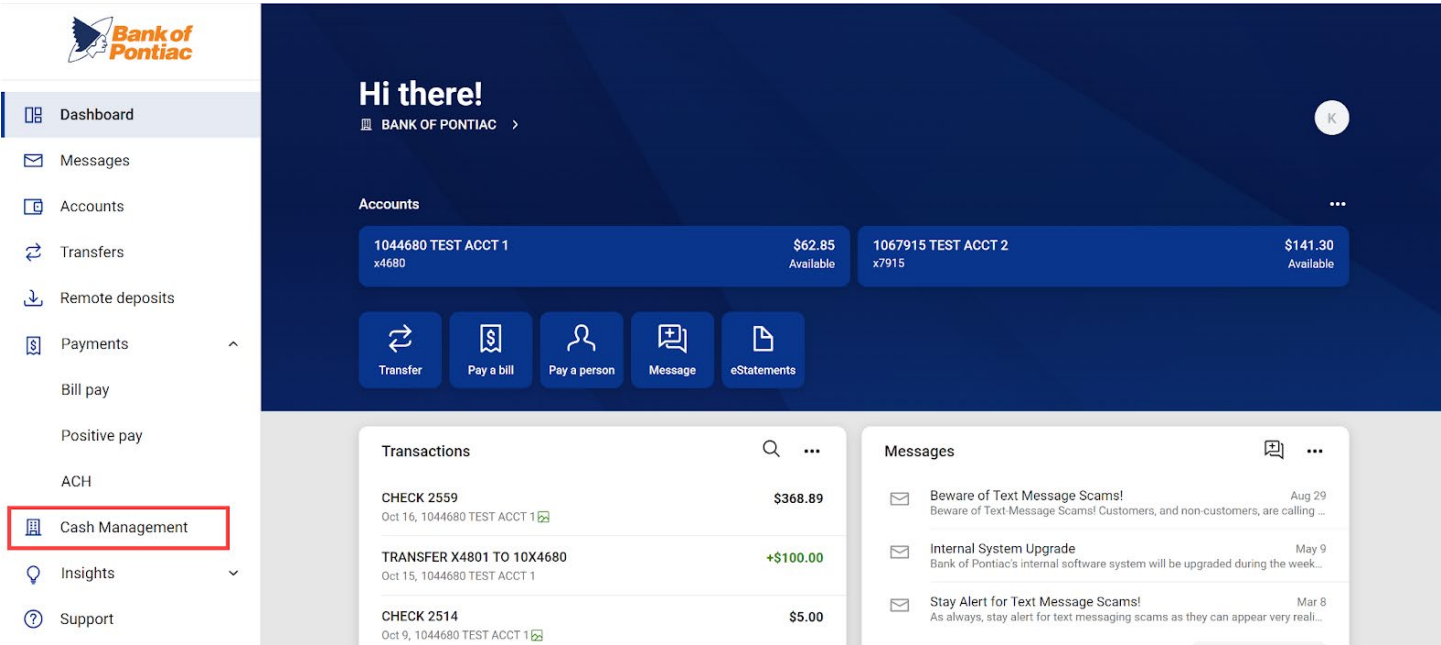 Bank of
Pontiac
Dashboard
Messages
Accounts
Transfers
Remote deposits
Payments
Bill pay
Positive pay
ACH
Cash Management
Insights
Support
Hi there!
BANK OF PONTIAC
K
Accounts
1044680 TEST ACCT 1 $62.85
x4680 Available
1067915 TEST ACCT 2 $141.30
x7915 Available
Transfer
Pay a bill
Pay a person
Message
eStatements
Transactions
CHECK 2559 $368.89
Oct 16, 1044680 TEST ACCT 1
TRANSFER X4801 TO 10X4680 +$100.00
Oct 15, 1044680 TEST ACCT 1
CHECK 2514 $5.00
Oct 9, 1044680 TEST ACCT 1
Messages
Beware of Text Message Scams! Aug 29
Beware of Text-Message Scams! Customers, and non-customers, are calling ...
Internal System Upgrade May 9
Bank of Pontiac's internal software system will be upgraded during the week...
Stay Alert for Text Message Scams! Mar 8
As always, stay alert for text messaging scams as they can appear very reali...